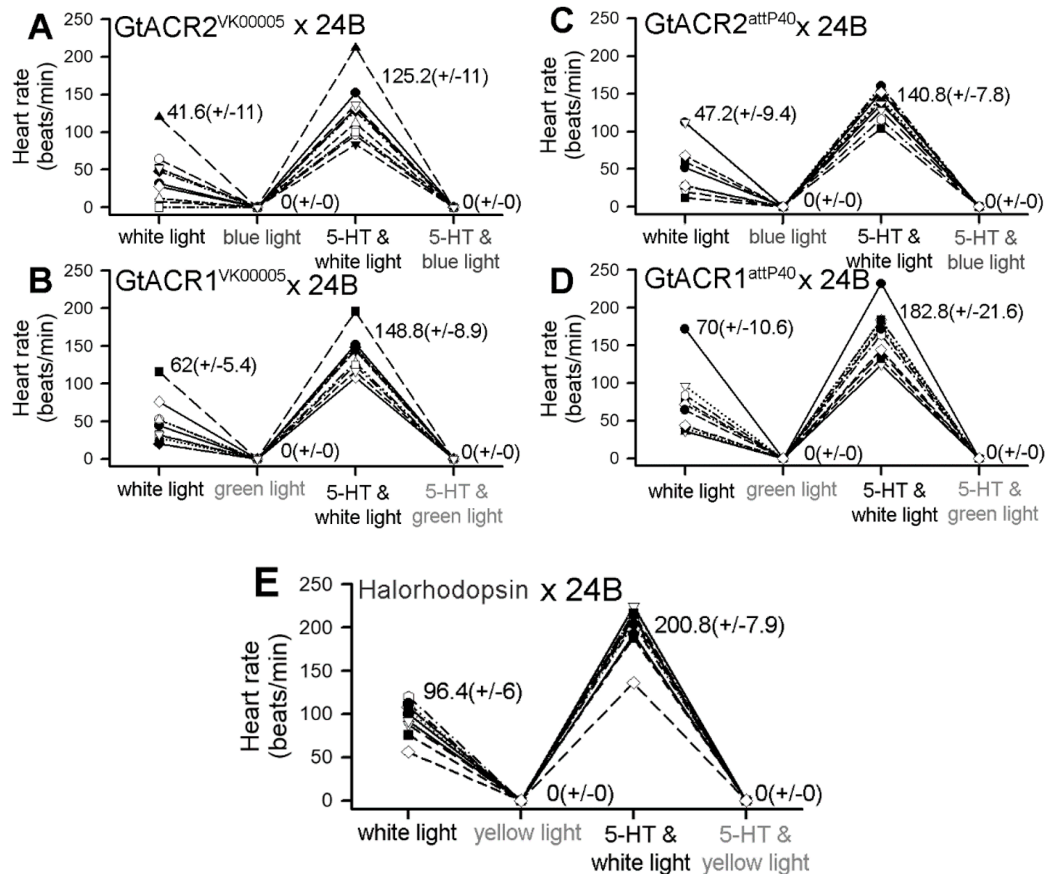 A GtACR2^VK00005 x 24B
Heart rate
(beats/min)
250
200
150
100
50
0
41.6(+/-11)
0(+/-0)
125.2(+/-11)
0(+/-0)
white light
blue light
5-HT &
white light
5-HT &
blue light
C GtACR2^attP40 x 24B
Heart rate
(beats/min)
250
200
150
100
50
0
47.2(+/-9.4)
0(+/-0)
140.8(+/-7.8)
0(+/-0)
white light
blue light
5-HT &
white light
5-HT &
blue light
B GtACR1^VK00005 x 24B
Heart rate
(beats/min)
250
200
150
100
50
0
62(+/-5.4)
0(+/-0)
148.8(+/-8.9)
0(+/-0)
white light
green light
5-HT &
white light
5-HT &
green light
D GtACR1^attP40 x 24B
Heart rate
(beats/min)
250
200
150
100
50
0
70(+/-10.6)
0(+/-0)
182.8(+/-21.6)
0(+/-0)
white light
green light
5-HT &
white light
5-HT &
green light
E Halorhodopsin x 24B
Heart rate
(beats/min)
250
200
150
100
50
0
96.4(+/-6)
0(+/-0)
200.8(+/-7.9)
0(+/-0)
white light
yellow light
5-HT &
white light
5-HT &
yellow light